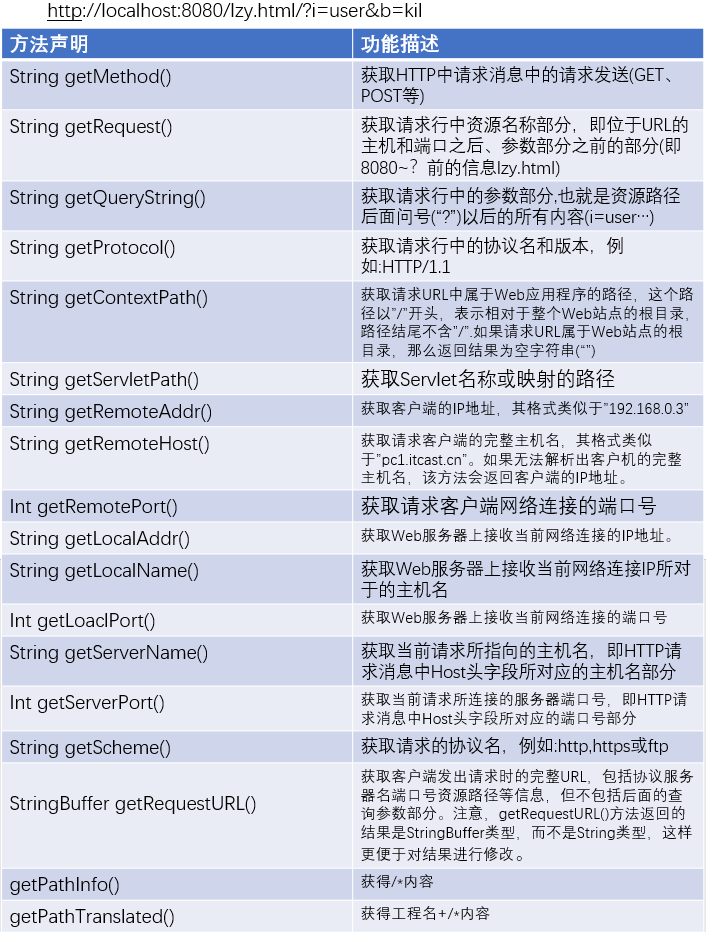 http://localhost:8080/lzy.html/?i=user&b=kil
方法声明
功能描述
String getMethod()
获取HTTP中请求消息中的请求发送(GET、
POST等)
String getRequest()
获取请求行中资源名称部分，即位于URL的
主机和端口之后、参数部分之前的部分(即
8080~？前的信息lzy.html)
String getQueryString()
获取请求行中的参数部分,也就是资源路径
后面问号(“?”)以后的所有内容(i=user…)
String getProtocol()
获取请求行中的协议名和版本，例
如:HTTP/1.1
String getContextPath()
获取请求URL中属于Web应用程序的路径，这个路
径以”/”开头，表示相对于整个Web站点的根目录，
路径结尾不含”/”.如果请求URL属于Web站点的根
目录，那么返回结果为空字符串(“”)
String getServletPath()
获取Servlet名称或映射的路径
String getRemoteAddr()
获取客户端的IP地址，其格式类似于”192.168.0.3”
String getRemoteHost()
获取请求客户端的完整主机名，其格式类似
于”pc1.itcast.cn”。如果无法解析出客户机的完整
主机名，该方法会返回客户端的IP地址。
Int getRemotePort()
获取请求客户端网络连接的端口号
String getLocalAddr()
获取Web服务器上接收当前网络连接的IP地址。
String getLocalName()
获取Web服务器上接收当前网络连接IP所对
于的主机名
Int getLoaclPort()
获取Web服务器上接收当前网络连接的端口号
String getServerName()
获取当前请求所指向的主机名，即HTTP请
求消息中Host头字段所对应的主机名部分
Int getServerPort()
获取当前请求所连接的服务器端口号，即HTTP请
求消息中Host头字段所对应的端口号部分
String getScheme()
获取请求的协议名，例如:http,https或ftp
StringBuffer getRequestURL()
获取客户端发出请求时的完整URL，包括协议服务
器名端口号资源路径等信息，但不包括后面的查
询参数部分。注意，getRequestURL()方法返回的
结果是StringBuffer类型，而不是String类型，这样
更便于对结果进行修改。
getPathInfo()
获得/*内容
getPathTranslated()
获得工程名+/*内容